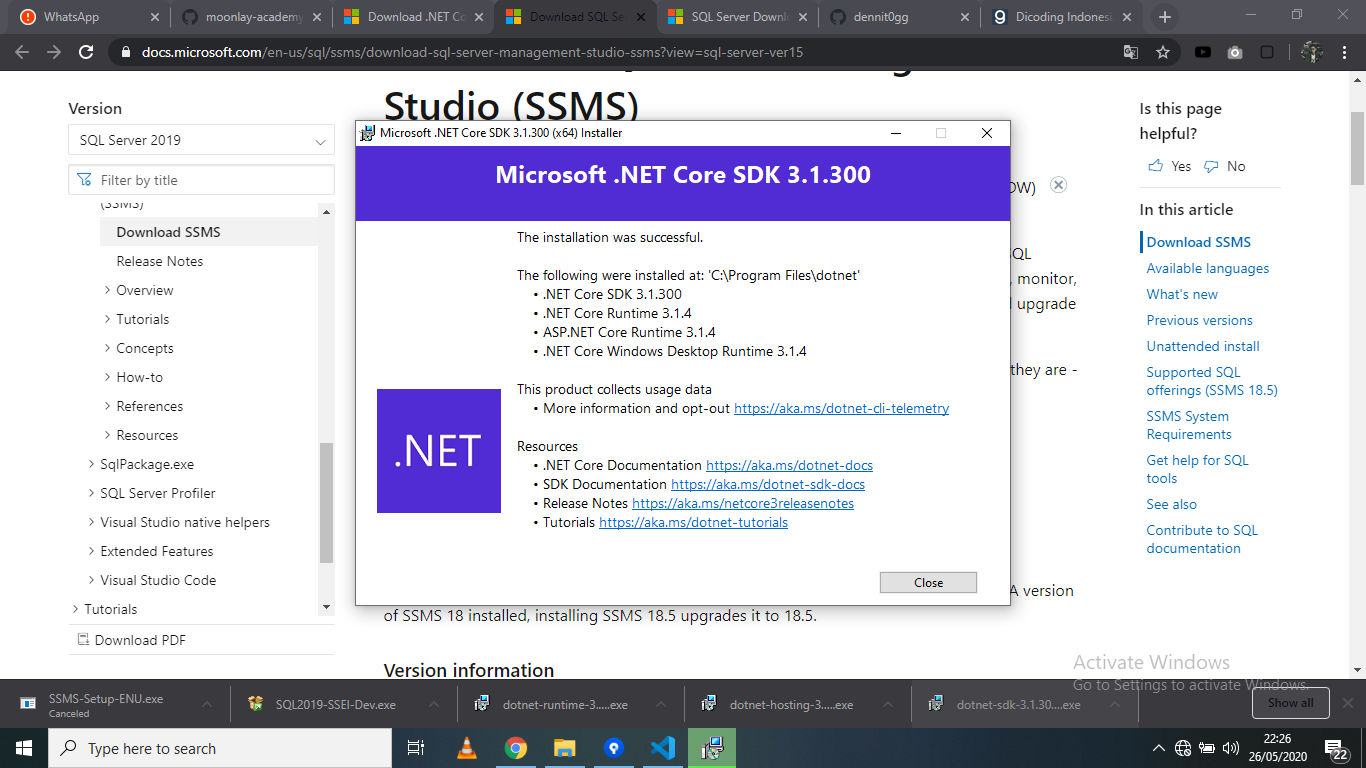 WhatsApp
moonlay-academy
Download .NET Co
Download SQL Se
SQL Server Downl
dennit0gg
Dicoding Indones
docs.microsoft.com/en-us/sql/ssms/download-sql-server-management-studio-ssms?view=sql-server-ver15
Version
SQL Server 2019
Filter by title
(SSMS)
Download SSMS
Release Notes
Overview
Tutorials
Concepts
How-to
References
Resources
SqlPackage.exe
SQL Server Profiler
Visual Studio native helpers
Extended Features
Visual Studio Code
Tutorials
Download PDF
Studio (SSMS)
Microsoft .NET Core SDK 3.1.300 (x64) Installer
Microsoft .NET Core SDK 3.1.300
The installation was successful.
The following were installed at: 'C:\Program Files\dotnet'
• .NET Core SDK 3.1.300
• .NET Core Runtime 3.1.4
• ASP.NET Core Runtime 3.1.4
• .NET Core Windows Desktop Runtime 3.1.4
This product collects usage data
• More information and opt-out https://aka.ms/dotnet-cli-telemetry
.NET
Resources
• .NET Core Documentation https://aka.ms/dotnet-docs
• SDK Documentation https://aka.ms/dotnet-sdk-docs
• Release Notes https://aka.ms/netcore3releasenotes
• Tutorials https://aka.ms/dotnet-tutorials
Close
OW)
SQL
, monitor,
upgrade
they are -
A version
of SSMS 18 installed, installing SSMS 18.5 upgrades it to 18.5.
Version information
Is this page
helpful?
Yes No
In this article
Download SSMS
Available languages
What's new
Previous versions
Unattended install
Supported SQL
offerings (SSMS 18.5)
SSMS System
Requirements
Get help for SQL
tools
See also
Contribute to SQL
documentation
Activate Windows
Go to Settings to activate Windows.
SSMS-Setup-ENU.exe
Canceled
SQL2019-SSEI-Dev.exe
dotnet-runtime-3.....exe
dotnet-hosting-3.....exe
dotnet-sdk-3.1.30....exe
Show all
Type here to search
22:26
26/05/2020
22